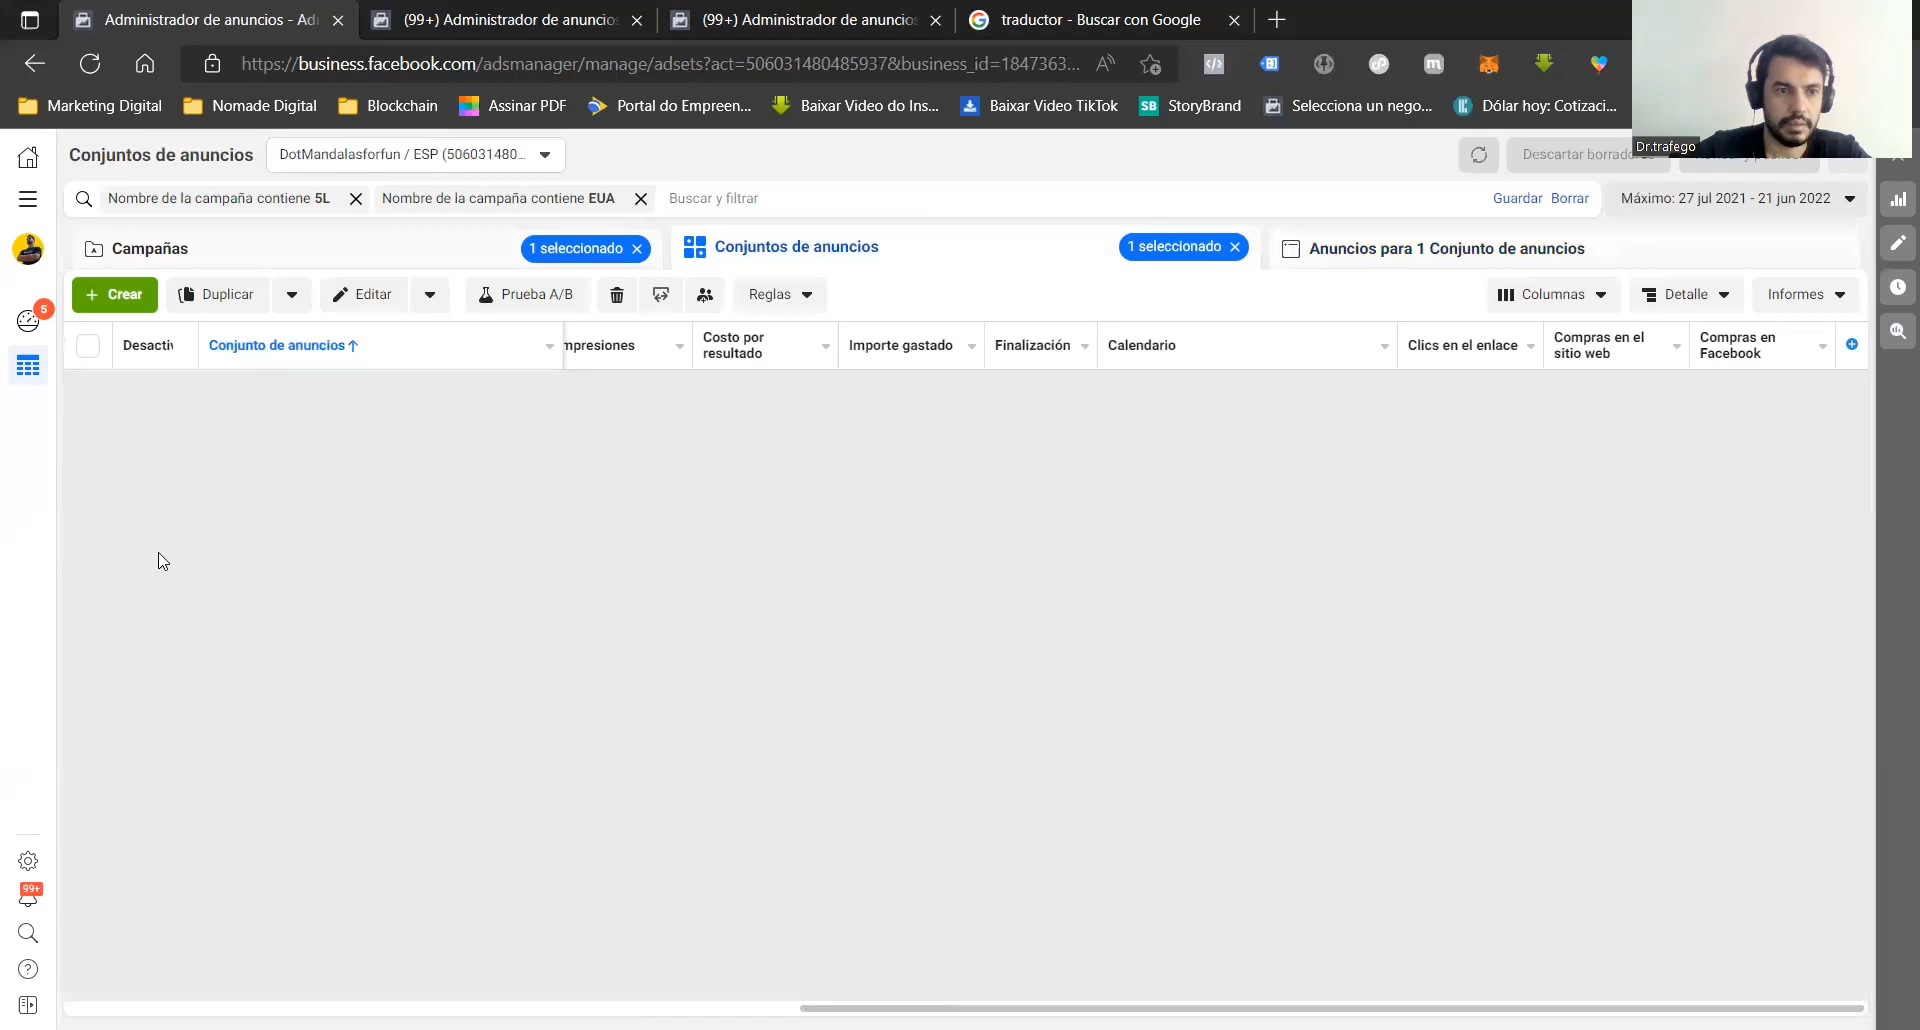 Administrador de anuncios - Ad
(99+) Administrador de anuncios
(99+) Administrador de anuncios
traductor - Buscar con Google
https://business.facebook.com/adsmanager/manage/adsets?act=506031480485937&business_id=1847363...
Marketing Digital
Nomade Digital
Blockchain
Assinar PDF
Portal do Empreen...
Baixar Video do Ins...
Baixar Video TikTok
SB StoryBrand
Selecciona un nego...
Dólar hoy: Cotizaci...
Dr.trafego
Conjuntos de anuncios
DotMandalasforfun / ESP (506031480...
Descartar borrad
Nombre de la campaña contiene 5L
Nombre de la campaña contiene EUA
Buscar y filtrar
Guardar Borrar
Máximo: 27 jul 2021 - 21 jun 2022
Campañas
1 seleccionado
Conjuntos de anuncios
1 seleccionado
Anuncios para 1 Conjunto de anuncios
5
+ Crear
Duplicar
Editar
Prueba A/B
Reglas
Columnas
Detalle
Informes
Desactiv
Conjunto de anuncios
mpresiones
Costo por
resultado
Importe gastado
Finalización
Calendario
Clics en el enlace
Compras en el
sitio web
Compras en
Facebook
99+